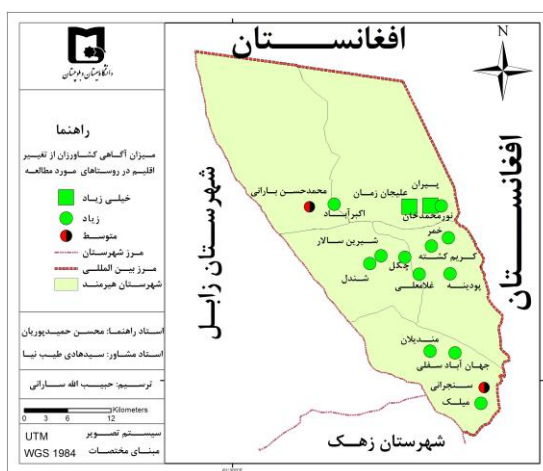 افغانستان
N
دانشگاه سیستان و بلوچستان
راهنما
میزان آگاهی کشاورزان از تغییر
اقلیم در روستاهای مورد مطالعه
خیلی زیاد
زیاد
متوسط
مرز شهرستان
مرز بین المللی
شهرستان هیرمند
استاد راهنما: محسن حمیدپوریان
استاد مشاور: سیدهادی طیب نیا
ترسیم: حبیب الله سارانی
Kilometers
0 3 6 12
سیستم تصویر UTM
مبنای مختصات WGS 1984
شهرستان زابل
افغانستان
پیران
علیجان زمان
محمدحسن بارانی
نورمحمدخان
اکبرآباد
خمر
شیرین سالار
کریم کشته
چگل
شندل
غلامعلی
پودینه
مندیلان
جهان آباد سفلی
سنجرانی
میلک
شهرستان زهک